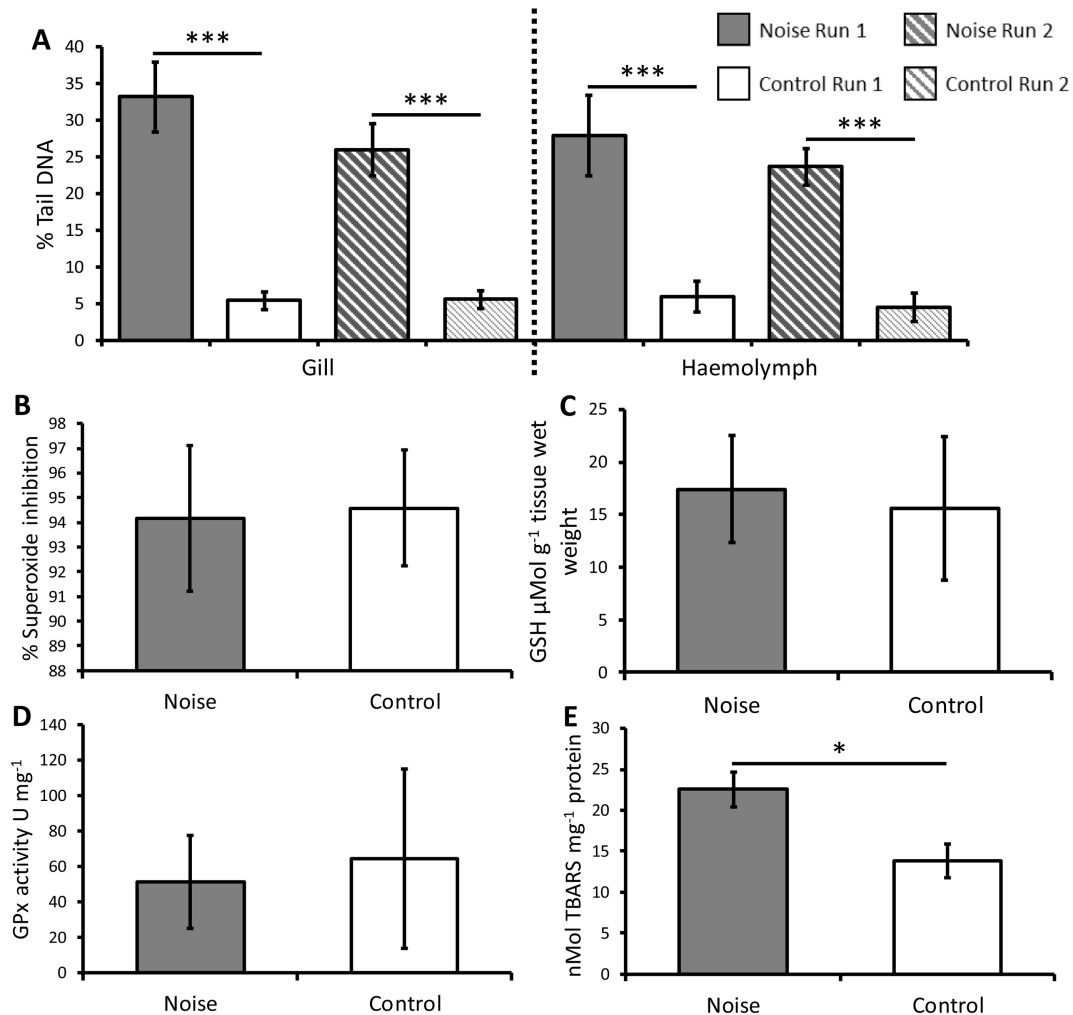 A
% Tail DNA
40
35
30
25
20
15
10
5
0
***
***
***
***
Noise Run 1
Noise Run 2
Control Run 1
Control Run 2
Gill
Haemolymph
B
% Superoxide inhibition
98
97
96
95
94
93
92
91
90
89
88
Noise
Control
C
GSH µMol g⁻¹ tissue wet
weight
25
20
15
10
5
0
Noise
Control
D
GPx activity U mg⁻¹
140
120
100
80
60
40
20
0
Noise
Control
E
nMol TBARS mg⁻¹ protein
30
25
20
15
10
5
0
*
Noise
Control